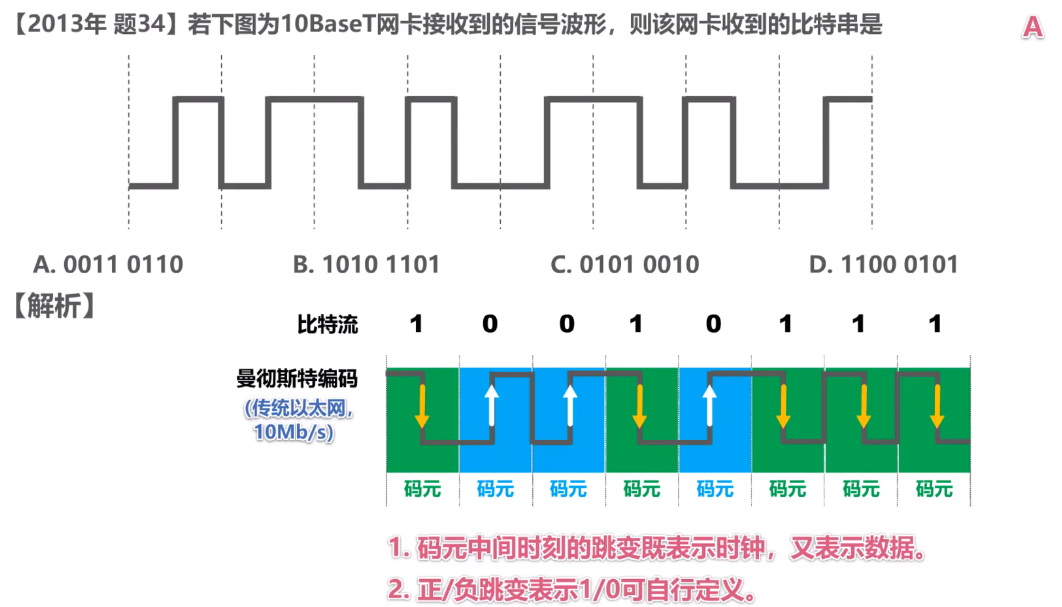 【2013年 题34】若下图为10BaseT网卡接收到的信号波形，则该网卡收到的比特串是 A
A. 0011 0110 B. 1010 1101 C. 0101 0010 D. 1100 0101
【解析】
比特流 1 0 0 1 0 1 1 1
曼彻斯特编码
(传统以太网，
10Mb/s)
码元 码元 码元 码元 码元 码元 码元 码元
1. 码元中间时刻的跳变既表示时钟，又表示数据。
2. 正/负跳变表示1/0可自行定义。